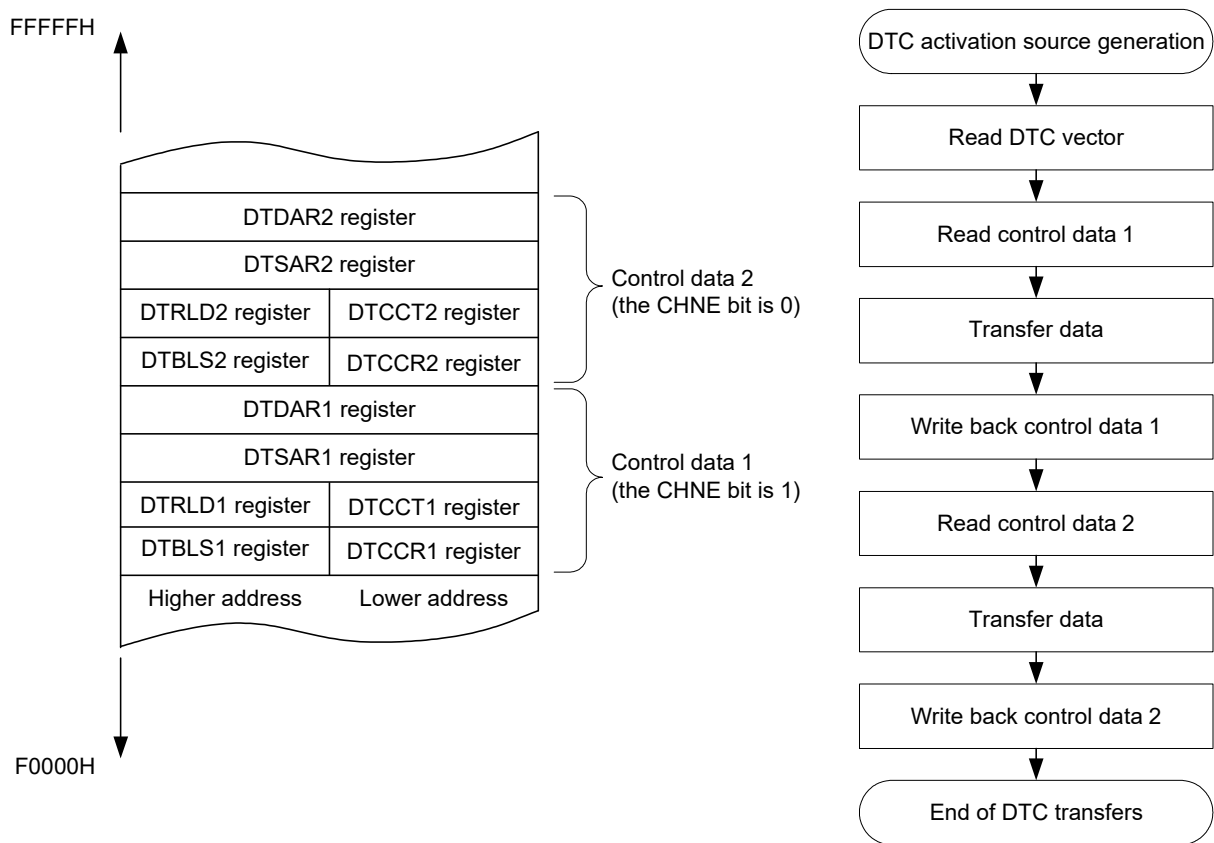 FFFFFH
DTDAR2 register
DTSAR2 register
DTRLD2 register DTCCT2 register
DTBLS2 register DTCCR2 register
DTDAR1 register
DTSAR1 register
DTRLD1 register DTCCT1 register
DTBLS1 register DTCCR1 register
Higher address Lower address
F0000H
Control data 2
(the CHNE bit is 0)
Control data 1
(the CHNE bit is 1)
DTC activation source generation
Read DTC vector
Read control data 1
Transfer data
Write back control data 1
Read control data 2
Transfer data
Write back control data 2
End of DTC transfers